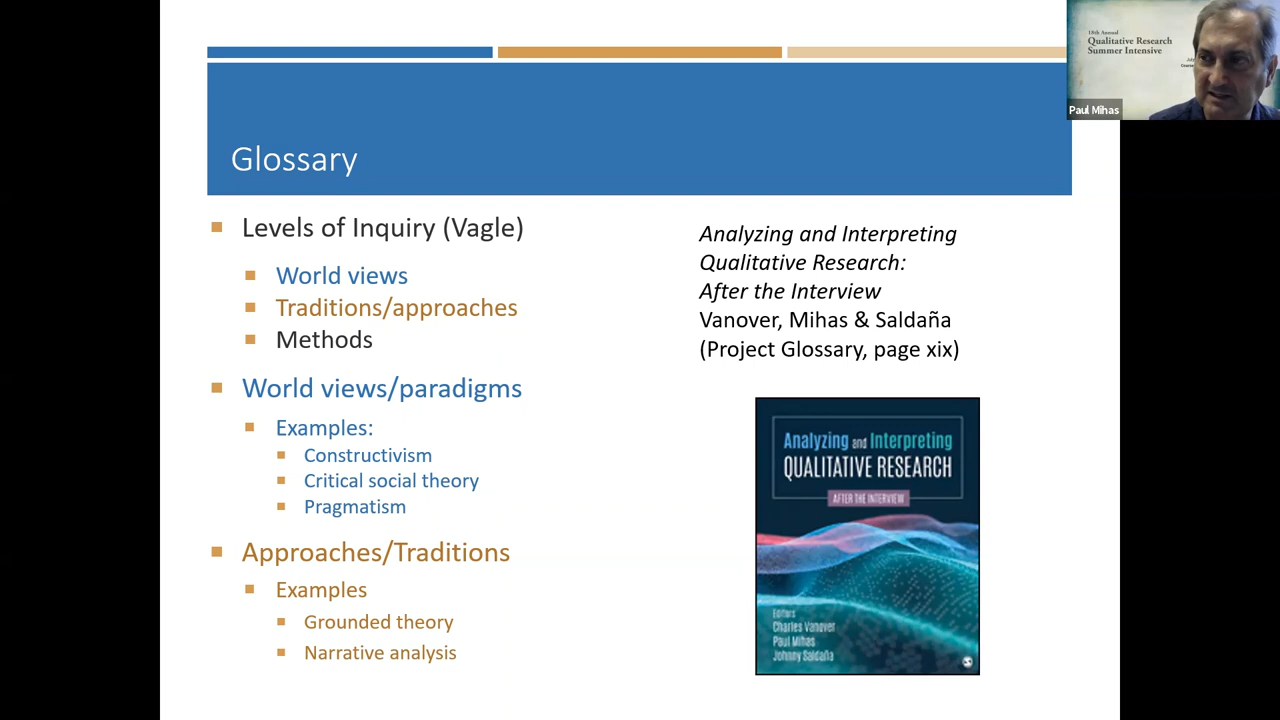 Glossary
Levels of Inquiry (Vagle)
World views
Traditions/approaches
Methods
World views/paradigms
Examples:
Constructivism
Critical social theory
Pragmatism
Approaches/Traditions
Examples
Grounded theory
Narrative analysis
Analyzing and Interpreting
Qualitative Research:
After the Interview
Vanover, Mihas & Saldaña
(Project Glossary, page xix)
Analyzing and Interpreting
QUALITATIVE RESEARCH
AFTER THE INTERVIEW
Editors
Charles Vanover
Paul Mihas
Johnny Saldaña
18th Annual
Qualitative Research
Summer Intensive
Paul Mihas